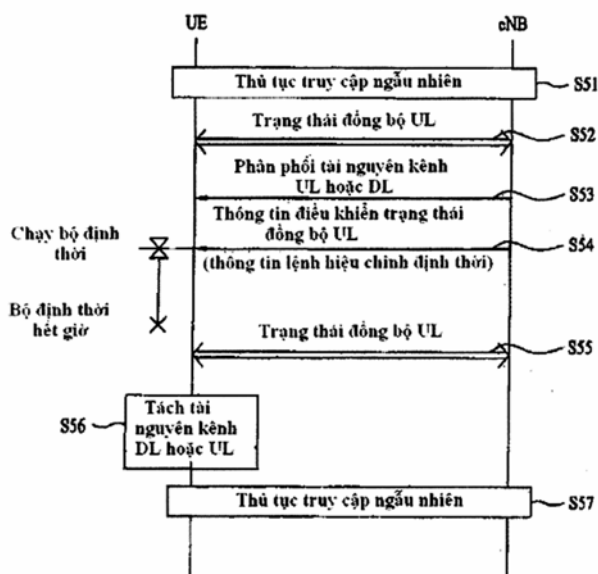 UE
eNB
Thủ tục truy cập ngẫu nhiên
S51
Trạng thái đồng bộ UL
S52
Phân phối tài nguyên kênh
UL hoặc DL
S53
Thông tin điều khiển trạng thái
đồng bộ UL
S54
(thông tin lệnh hiệu chỉnh định thời)
Chạy bộ định
thời
Bộ định thời
hết giờ
Trạng thái đồng bộ UL
S55
S56
Tách tài
nguyên kênh
DL hoặc UL
Thủ tục truy cập ngẫu nhiên
S57